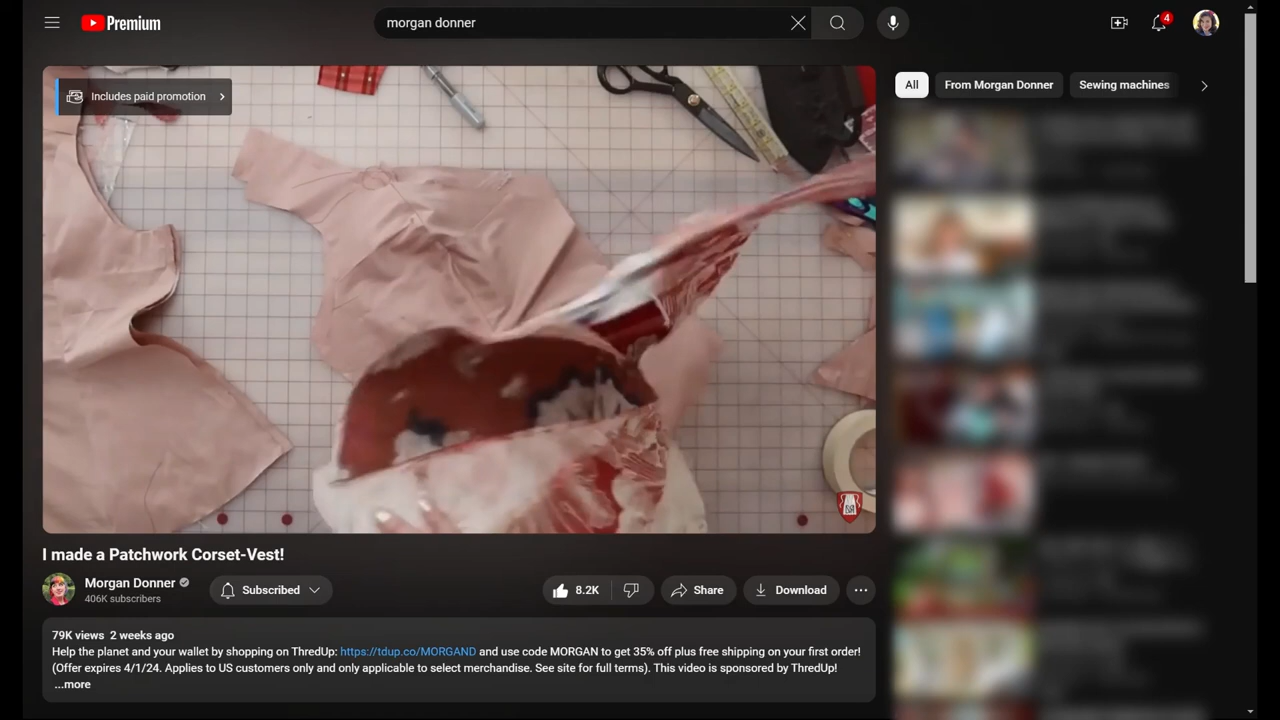 Premium
morgan donner
4
Includes paid promotion
All
From Morgan Donner
Sewing machines
I made a Patchwork Corset-Vest!
Morgan Donner
406K subscribers
Subscribed
8.2K
Share
Download
79K views 2 weeks ago
Help the planet and your wallet by shopping on ThredUp: https://tdup.co/MORGAND and use code MORGAN to get 35% off plus free shipping on your first order!
(Offer expires 4/1/24. Applies to US customers only and only applicable to select merchandise. See site for full terms). This video is sponsored by ThredUp!
...more